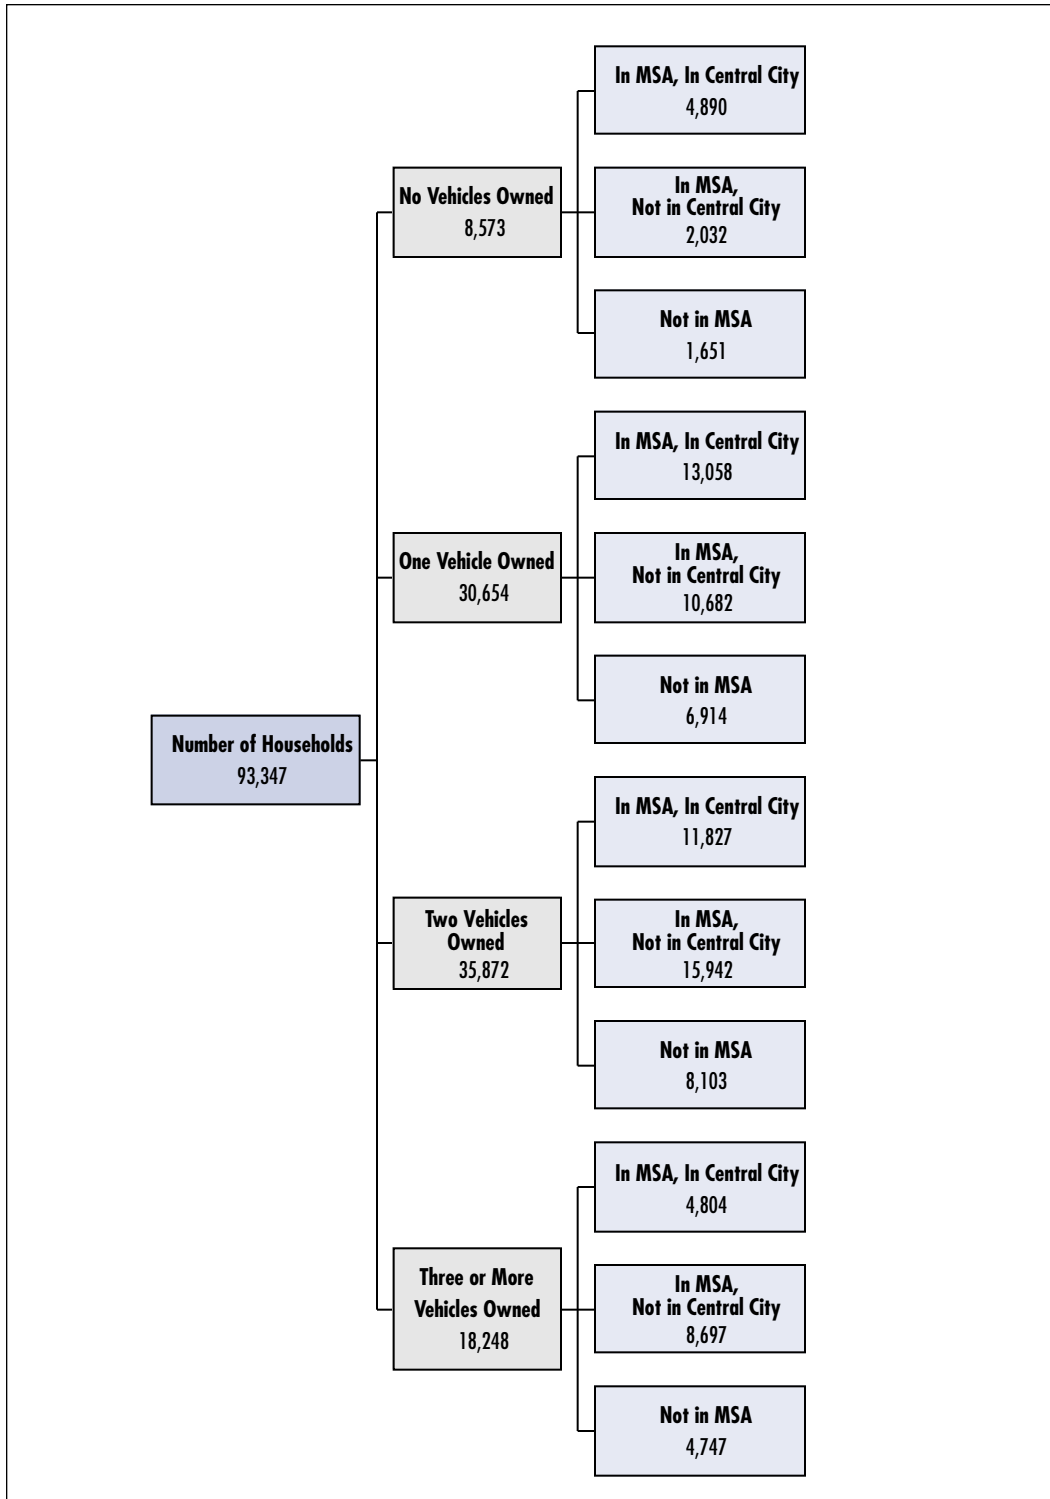 Number of Households
93,347
No Vehicles Owned
8,573
In MSA, In Central City
4,890
In MSA,
Not in Central City
2,032
Not in MSA
1,651
One Vehicle Owned
30,654
In MSA, In Central City
13,058
In MSA,
Not in Central City
10,682
Not in MSA
6,914
Two Vehicles
Owned
35,872
In MSA, In Central City
11,827
In MSA,
Not in Central City
15,942
Not in MSA
8,103
Three or More
Vehicles Owned
18,248
In MSA, In Central City
4,804
In MSA,
Not in Central City
8,697
Not in MSA
4,747